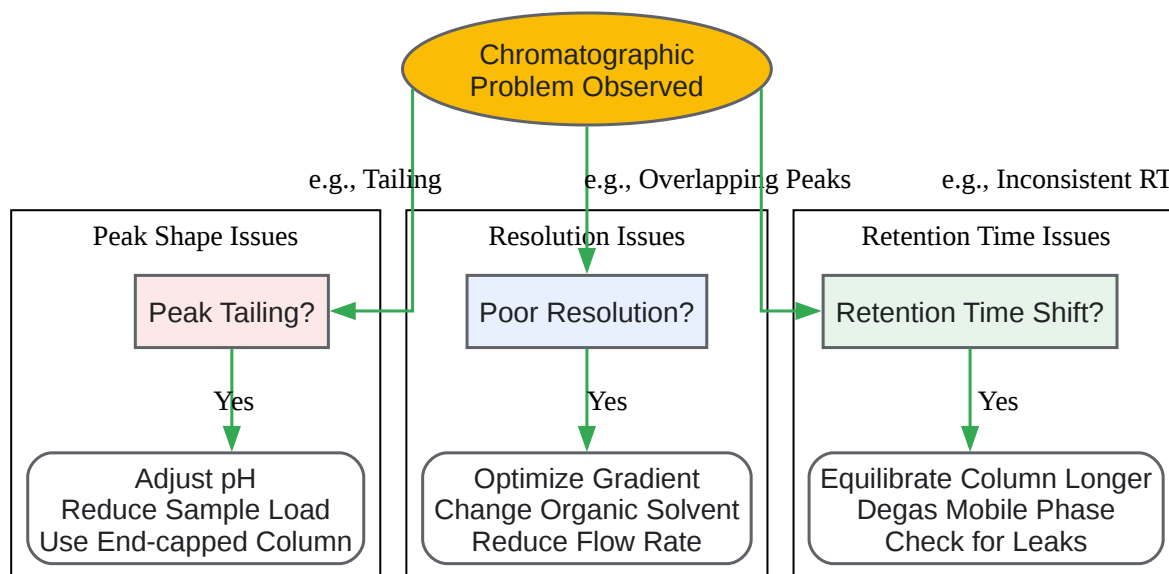 Chromatographic
Problem Observed
e.g., Tailing
e.g., Overlapping Peaks
e.g., Inconsistent RT
Peak Shape Issues
Resolution Issues
Retention Time Issues
Peak Tailing?
Poor Resolution?
Retention Time Shift?
Yes
Yes
Yes
Adjust pH
Reduce Sample Load
Use End-capped Column
Optimize Gradient
Change Organic Solvent
Reduce Flow Rate
Equilibrate Column Longer
Degas Mobile Phase
Check for Leaks